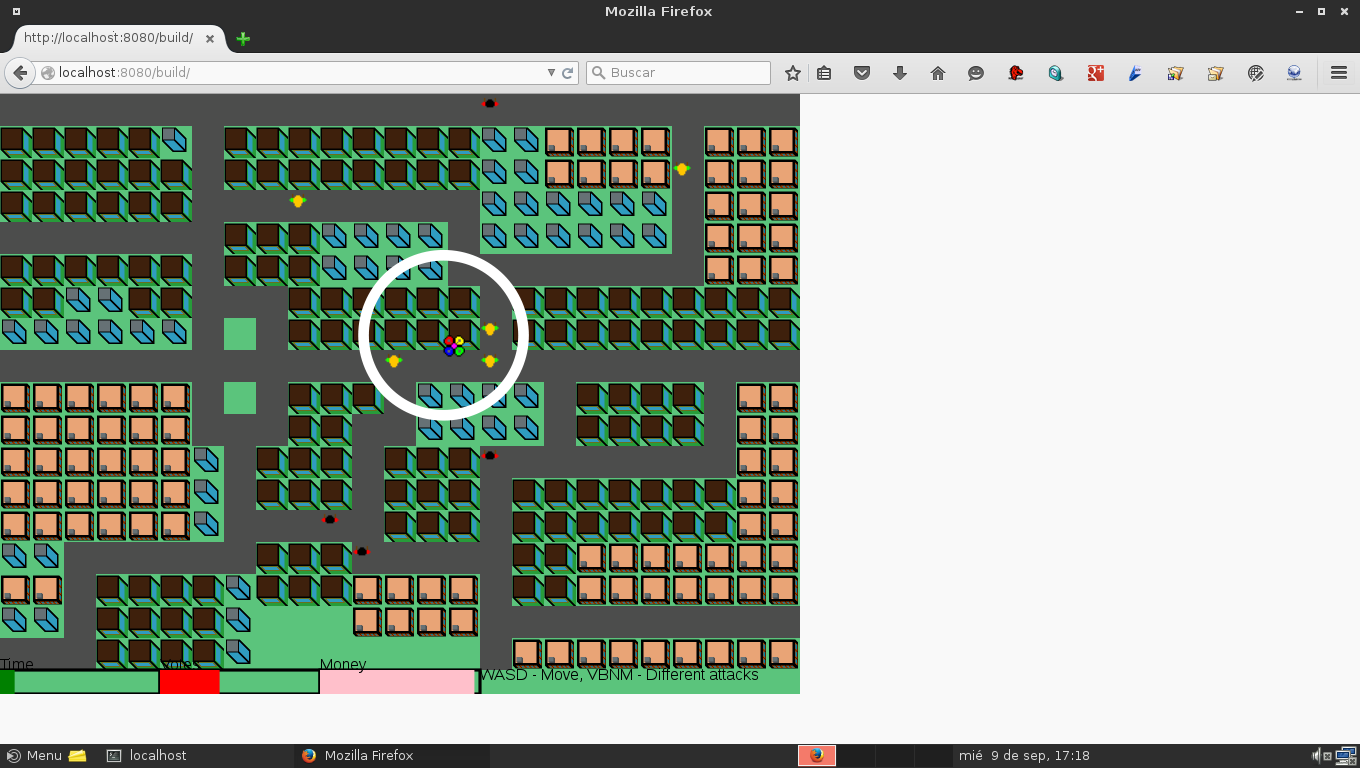 Mozilla Firefox
http://localhost:8080/build/
localhost:8080/build/
Buscar
Time
Vote
Money
WASD - Move, VBNM - Different attacks
Menu
localhost
Mozilla Firefox
mié 9 de sep, 17:18